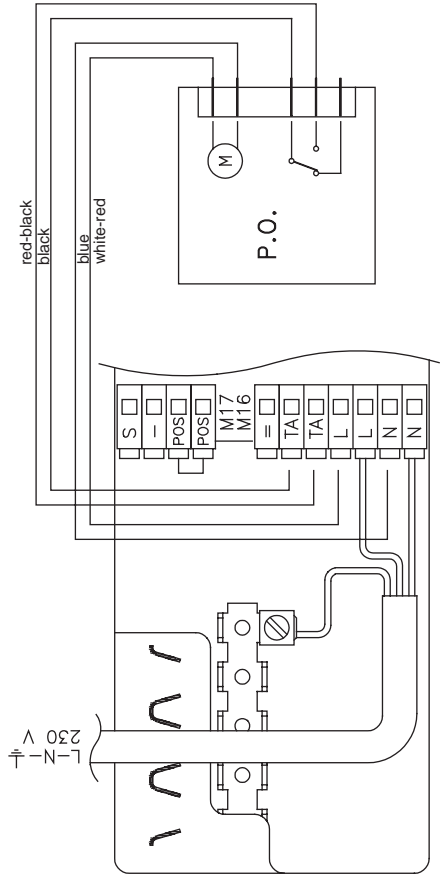 red-black
black
blue
white-red
M
P.O.
S
–
POS
POS
M17
M16
=
TA
TA
L
L
N
N
L–N–⏚
230 V